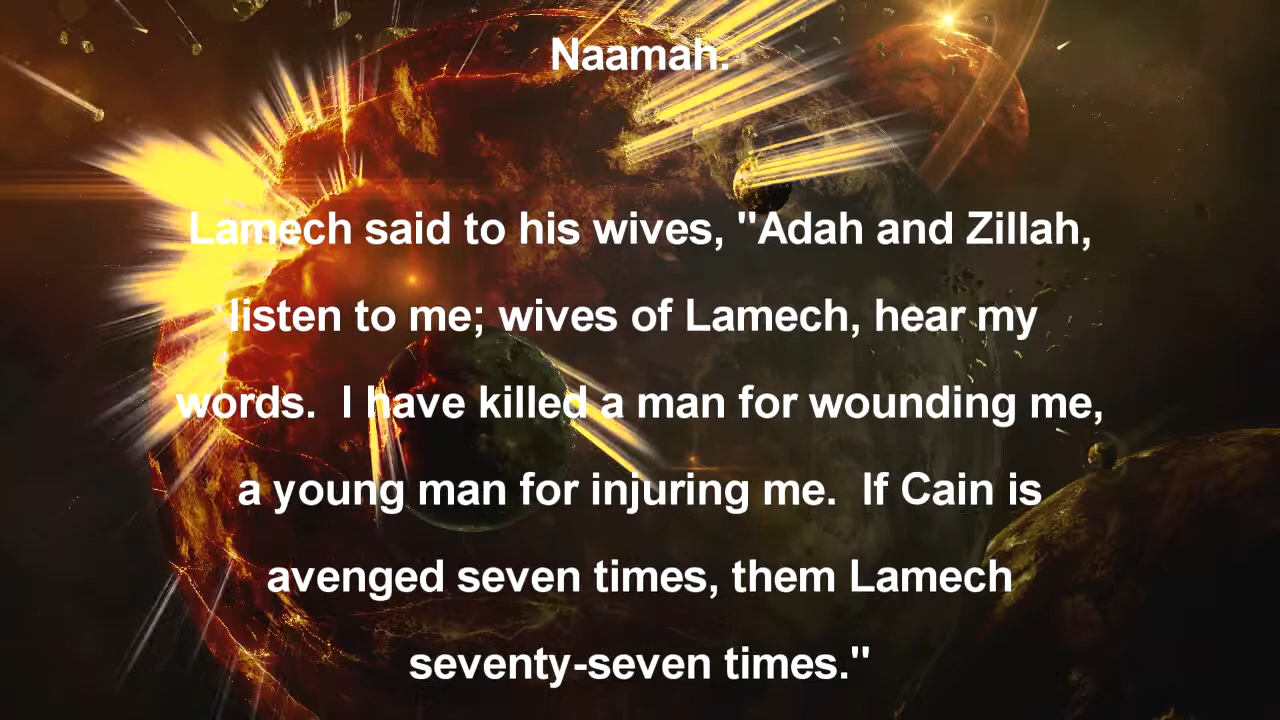 Naamah.
Lamech said to his wives, "Adah and Zillah,
listen to me; wives of Lamech, hear my
words.  I have killed a man for wounding me,
a young man for injuring me.  If Cain is
avenged seven times, them Lamech
seventy-seven times."